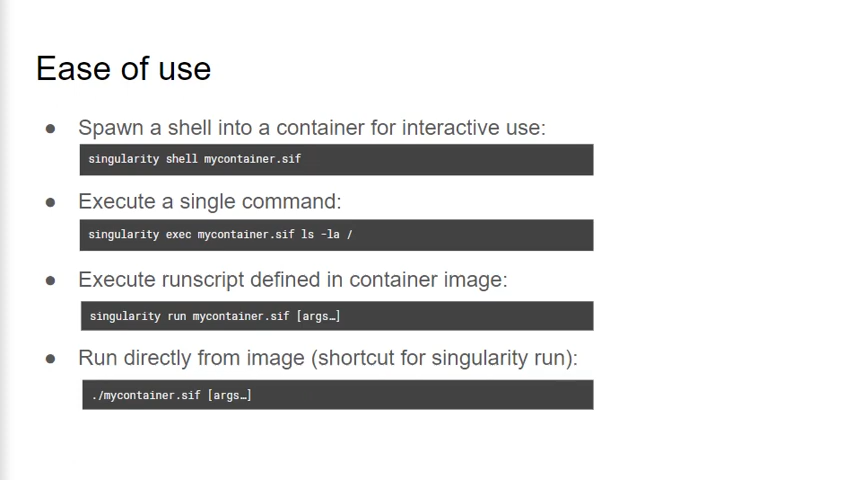 Ease of use
● Spawn a shell into a container for interactive use:
singularity shell mycontainer.sif
● Execute a single command:
singularity exec mycontainer.sif ls -la /
● Execute runscript defined in container image:
singularity run mycontainer.sif [args…]
● Run directly from image (shortcut for singularity run):
./mycontainer.sif [args…]